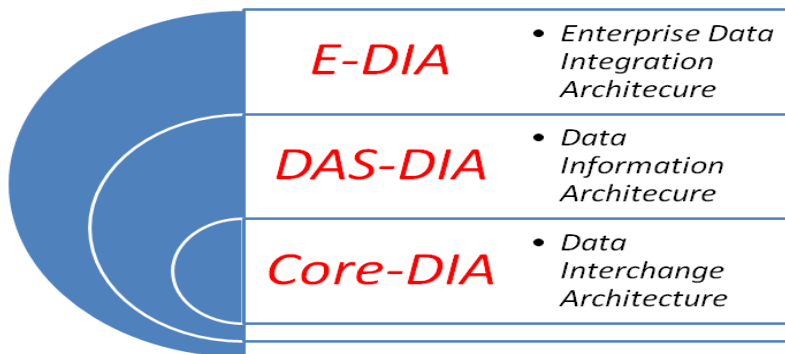 E-DIA
• Enterprise Data
Integration
Architecure
DAS-DIA
• Data
Information
Architecure
Core-DIA
• Data
Interchange
Architecture